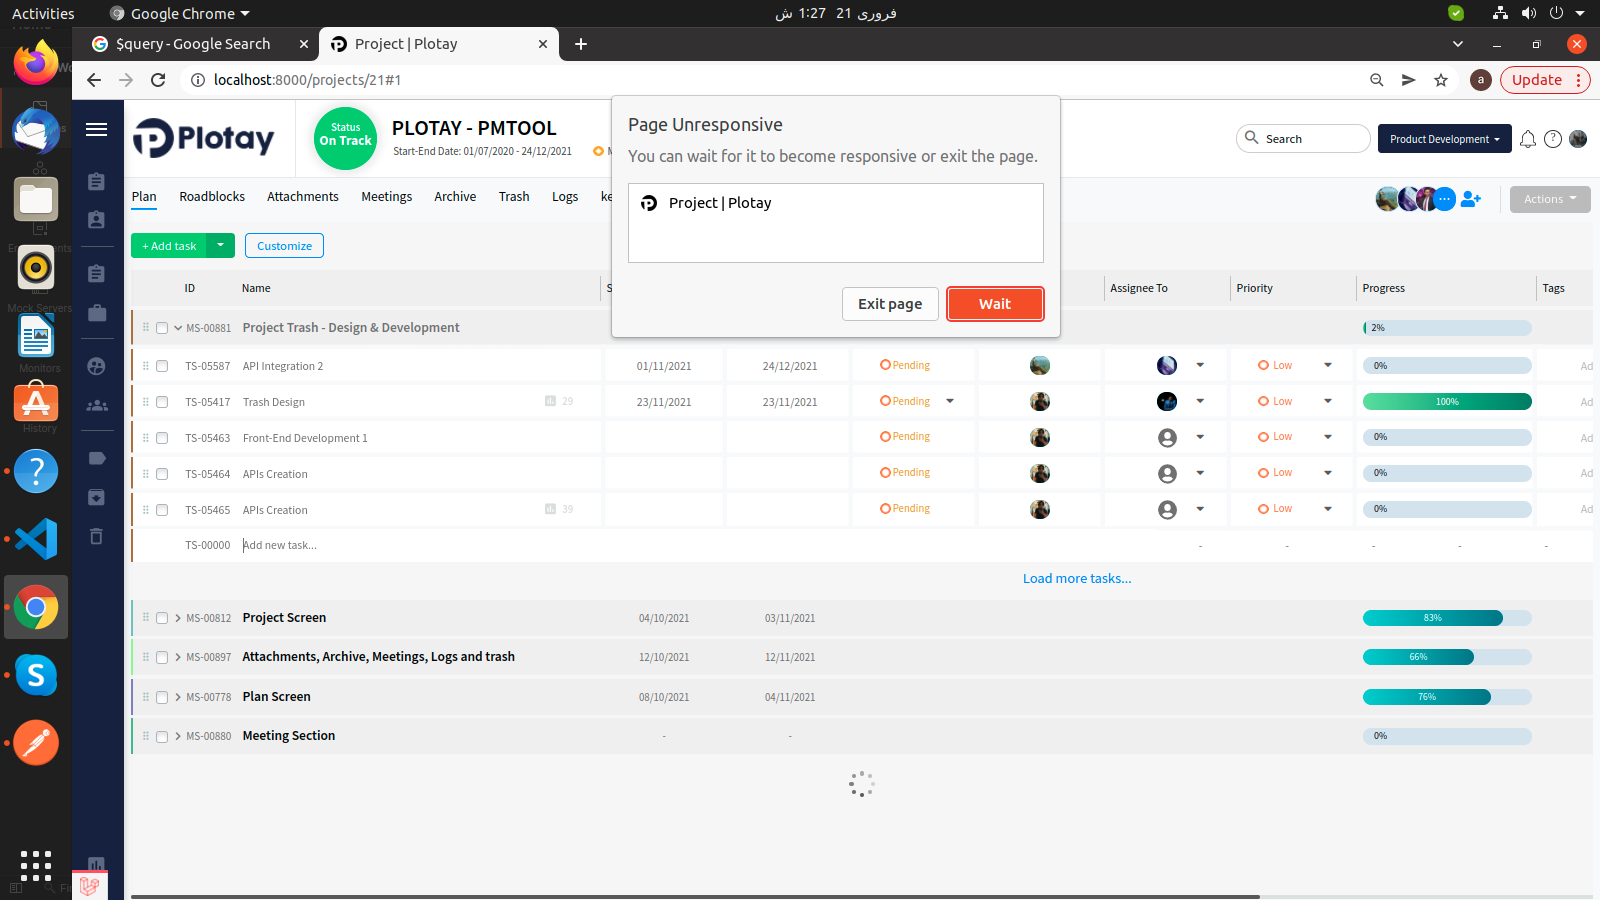 Activities
Google Chrome
فروری 21  1:27 ش
$query - Google Search
Project | Plotay
localhost:8000/projects/21#1
a
Update
Page Unresponsive
You can wait for it to become responsive or exit the page.
Project | Plotay
Exit page
Wait
Plotay
Status
On Track
PLOTAY - PMTOOL
Start-End Date: 01/07/2020 - 24/12/2021
Search
Product Development
Plan Roadblocks Attachments Meetings Archive Trash Logs ke
Actions
+ Add task
Customize
ID Name S Assignee To Priority Progress Tags
MS-00881 Project Trash - Design & Development 2%
TS-05587 API Integration 2 01/11/2021 24/12/2021 Pending Low 0% Ad
TS-05417 Trash Design 29 23/11/2021 23/11/2021 Pending Low 100% Ad
TS-05463 Front-End Development 1 Pending Low 0% Ad
TS-05464 APIs Creation Pending Low 0% Ad
TS-05465 APIs Creation 39 Pending Low 0% Ad
TS-00000 Add new task... - - - - -
Load more tasks...
MS-00812 Project Screen 04/10/2021 03/11/2021 83%
MS-00897 Attachments, Archive, Meetings, Logs and trash 12/10/2021 12/11/2021 66%
MS-00778 Plan Screen 08/10/2021 04/11/2021 76%
MS-00880 Meeting Section - - 0%
Mock Servers
Monitors
History